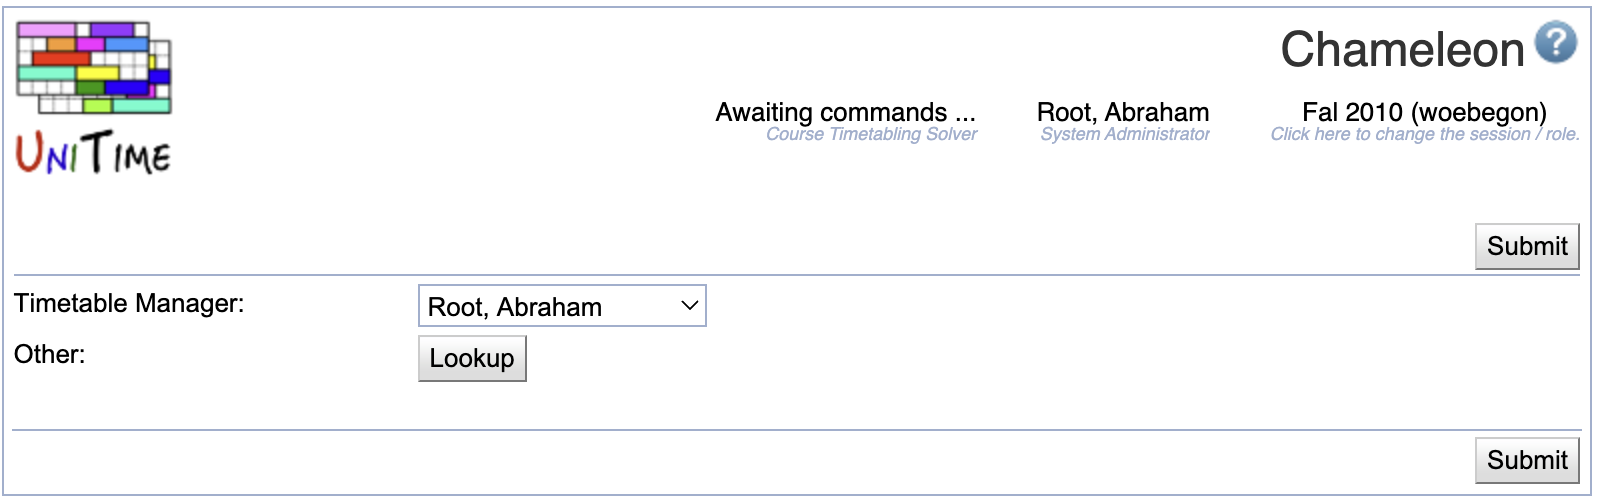 UNITIME
Chameleon ?
Awaiting commands ...
Course Timetabling Solver
Root, Abraham
System Administrator
Fal 2010 (woebegon)
Click here to change the session / role.
Submit
Timetable Manager: Root, Abraham
Other: Lookup
Submit